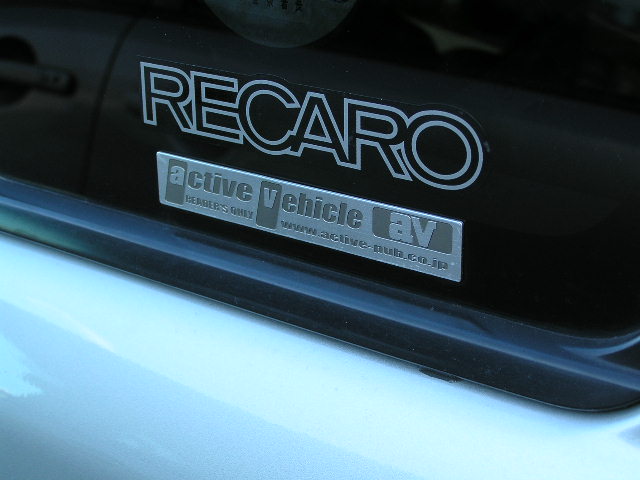 RECARO
active vehicle av
READER'S ONLY
www.active-pub.co.jp